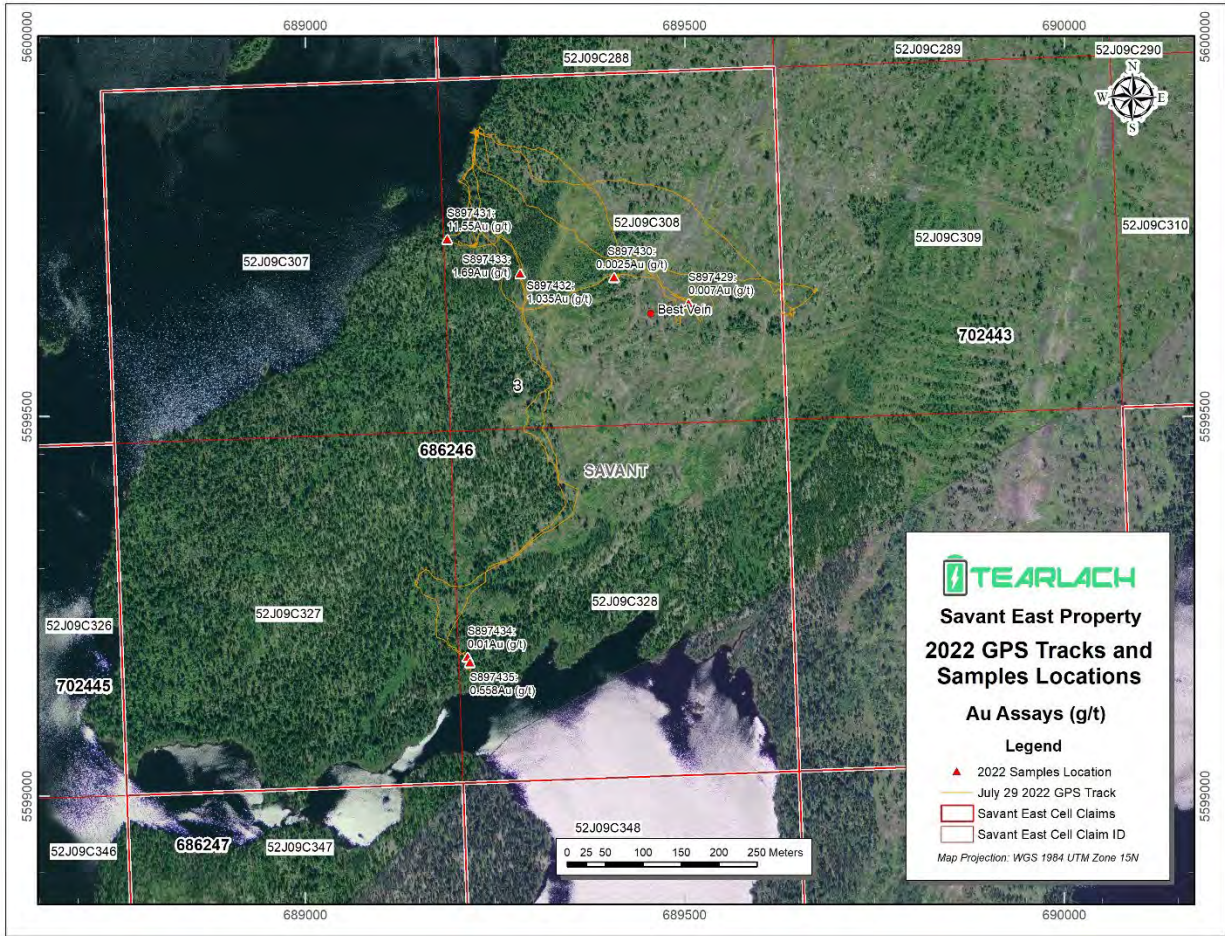 689000
689500
690000
5600000
5600000
52J09C288
52J09C289
52J09C290
N
W
E
S
S897431:
11.55Au (g/t)
52J09C308
52J09C310
52J09C307
S897433:
1.69Au (g/t)
S897430:
0.0025Au (g/t)
52J09C309
S897432:
1.035Au (g/t)
S897429:
0.007Au (g/t)
Best Vein
702443
3
5599500
5599500
686246
SAVANT
52J09C327
52J09C328
52J09C326
S897434:
0.01Au (g/t)
702445
S897435:
0.558Au (g/t)
5599000
5599000
52J09C346
686247
52J09C347
52J09C348
0 25 50 100 150 200 250 Meters
TEARLACH
Savant East Property
2022 GPS Tracks and
Samples Locations
Au Assays (g/t)
Legend
2022 Samples Location
July 29 2022 GPS Track
Savant East Cell Claims
Savant East Cell Claim ID
Map Projection: WGS 1984 UTM Zone 15N
689000
689500
690000